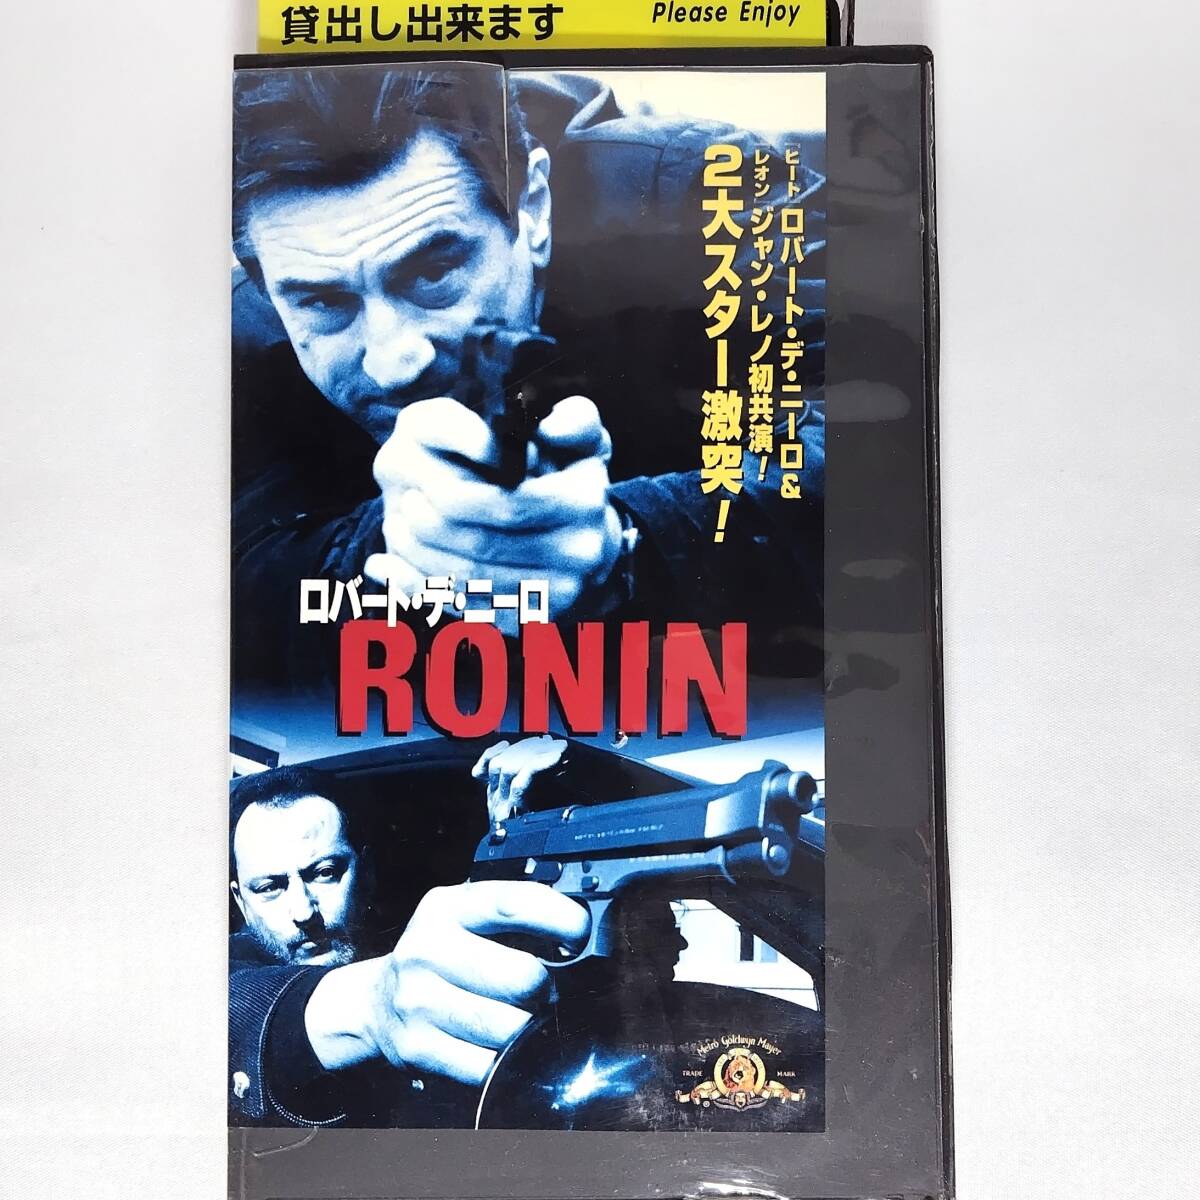 貸出し出来ます
Please Enjoy
[ヒート]ロバート・デ・ニーロ&
[レオン]ジャン・レノ初共演!
2大スター激突!
ロバート・デ・ニーロ
RONIN
Metro Goldwyn Mayer
TRADE MARK